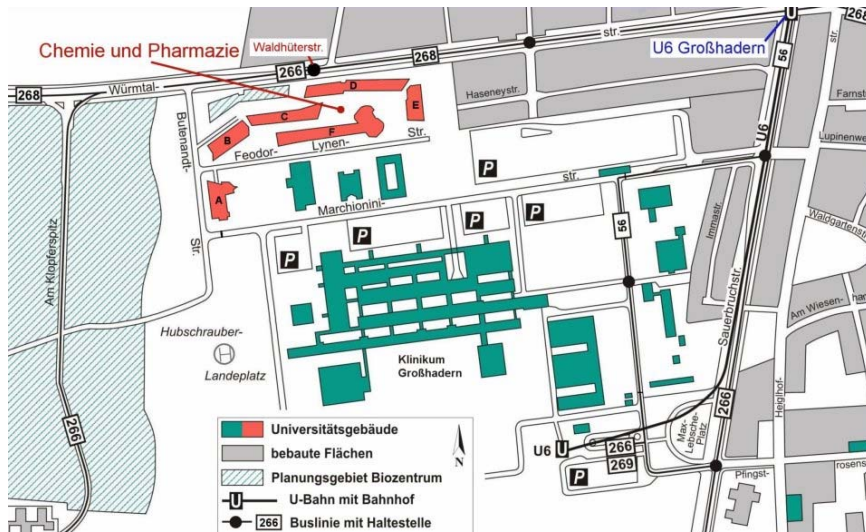 Chemie und Pharmazie
Waldhüterstr.
266
268
str.
U
268
U6 Großhadern
56
268
Würmtal-
D
E
C
F
B
A
Haseneystr.
Str.
Lynen-
Feodor-
Butenandt-
Str.
P
U6
Farnstr
Lupinenwe
Marchionini-
str.
P
P
P
P
56
Immastr.
Waldgartenstr
Am Klopferspitz
Sauerbruchstr.
Am Wiesen-
han
Hubschrauber-
Landeplatz
Klinikum
Großhadern
Heiglhof-
266
266
Max-
Lebsche-
Platz
U6
U
266
269
P
Pfingst-
rosens
Universitätsgebäude
bebaute Flächen
Planungsgebiet Biozentrum
U
U-Bahn mit Bahnhof
266
Buslinie mit Haltestelle
N